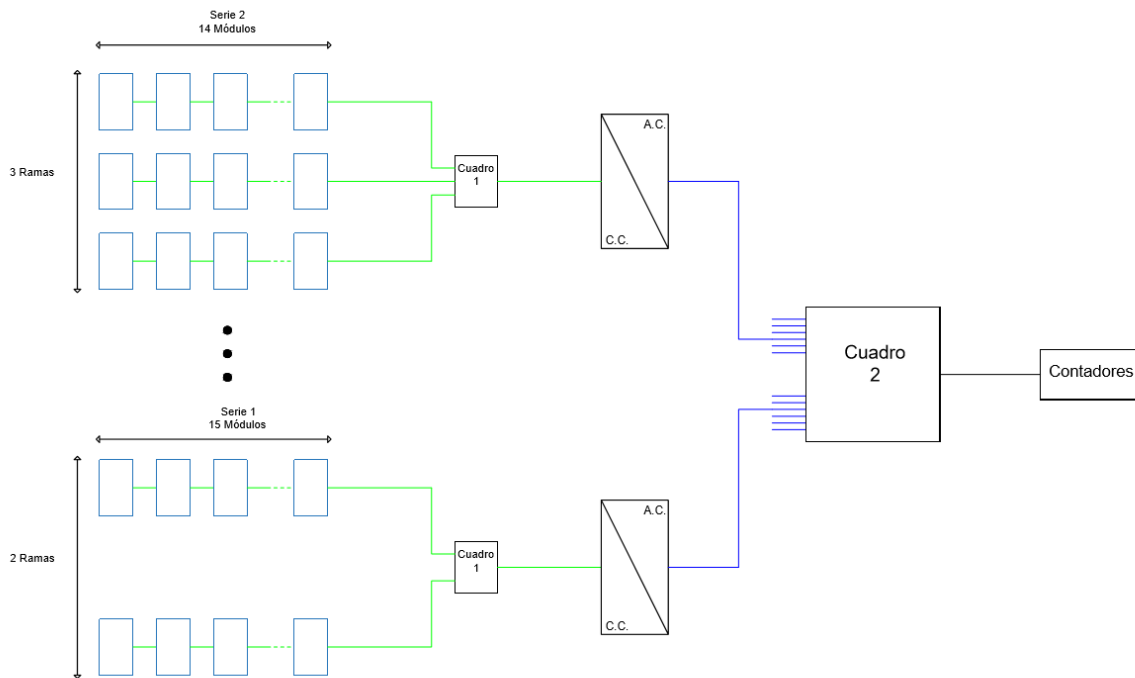 Serie 2
14 Módulos
3 Ramas
Cuadro
1
A.C.
C.C.
Cuadro
2
Contadores
Serie 1
15 Módulos
2 Ramas
Cuadro
1
A.C.
C.C.